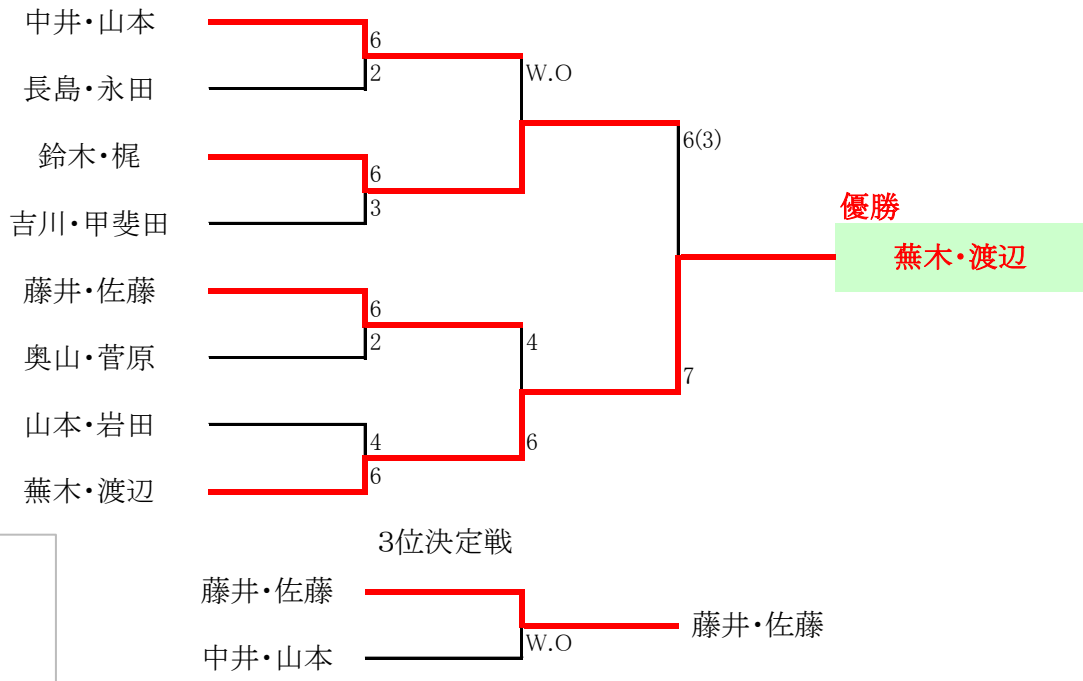 中井・山本
6
2
長島・永田
W.O
鈴木・梶
6
3
吉川・甲斐田
6(3)
優勝
蕪木・渡辺
藤井・佐藤
6
2
奥山・菅原
4
7
山本・岩田
4
6
6
蕪木・渡辺
3位決定戦
藤井・佐藤
藤井・佐藤
W.O
中井・山本